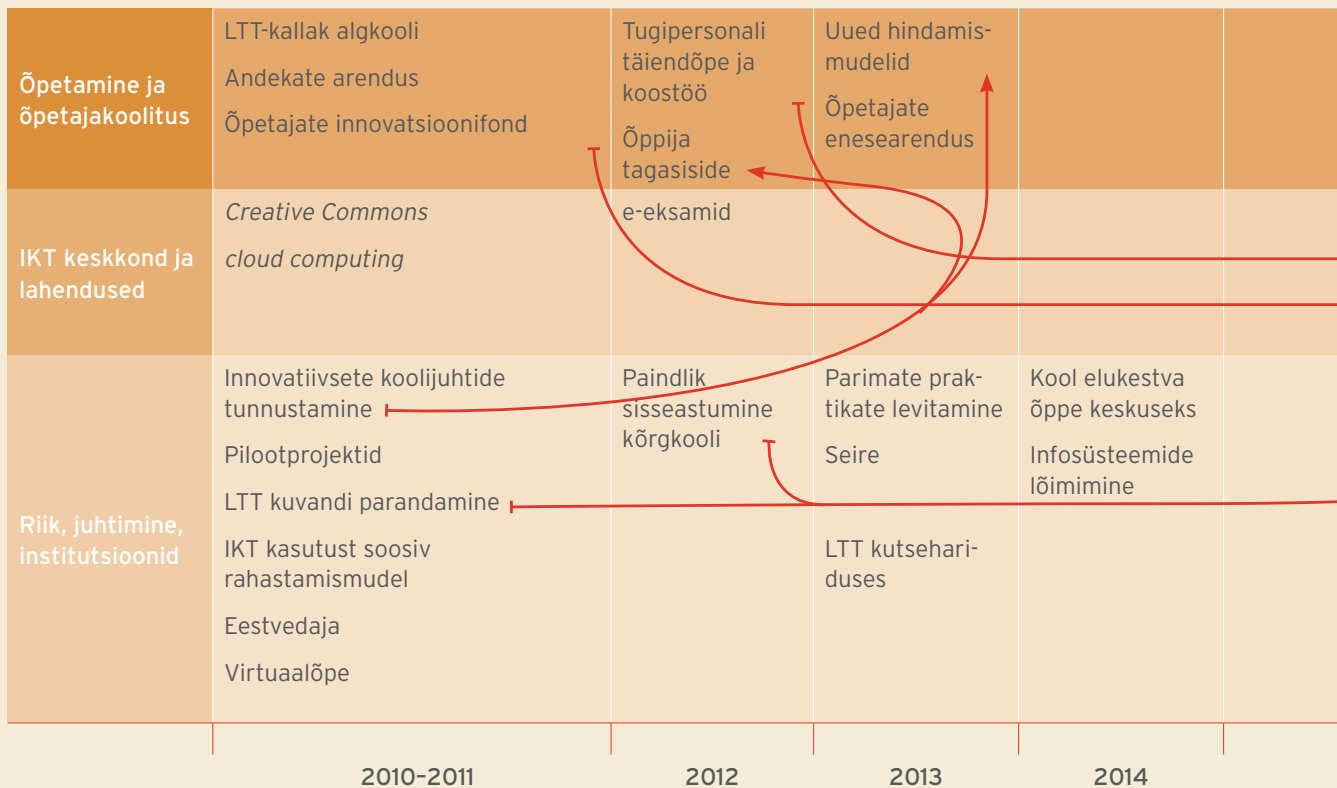 Õpetamine ja
õpetajakoolitus
LTT-kallak algkooli
Andekate arendus
Õpetajate innovatsioonifond
Tugipersonali
täiendõpe ja
koostöö
Õppija
tagasiside
Uued hindamis-
mudelid
Õpetajate
enesearendus
IKT keskkond ja
lahendused
Creative Commons
cloud computing
e-eksamid
Riik, juhtimine,
institutsioonid
Innovatiivsete koolijuhtide
tunnustamine
Pilootprojektid
LTT kuvandi parandamine
IKT kasutust soosiv
rahastamismudel
Eestvedaja
Virtuaalõpe
Paindlik
sisseastumine
kõrgkooli
Parimate prak-
tikate levitamine
Seire
LTT kutsehari-
duses
Kool elukestva
õppe keskuseks
Infosüsteemide
lõimimine
2010–2011
2012
2013
2014